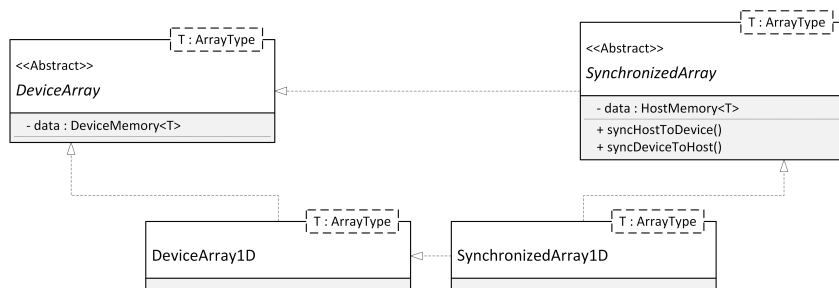 T : ArrayType
<<Abstract>>
DeviceArray
- data : DeviceMemory<T>
T : ArrayType
<<Abstract>>
SynchronizedArray
- data : HostMemory<T>
+ syncHostToDevice()
+ syncDeviceToHost()
T : ArrayType
DeviceArray1D
T : ArrayType
SynchronizedArray1D